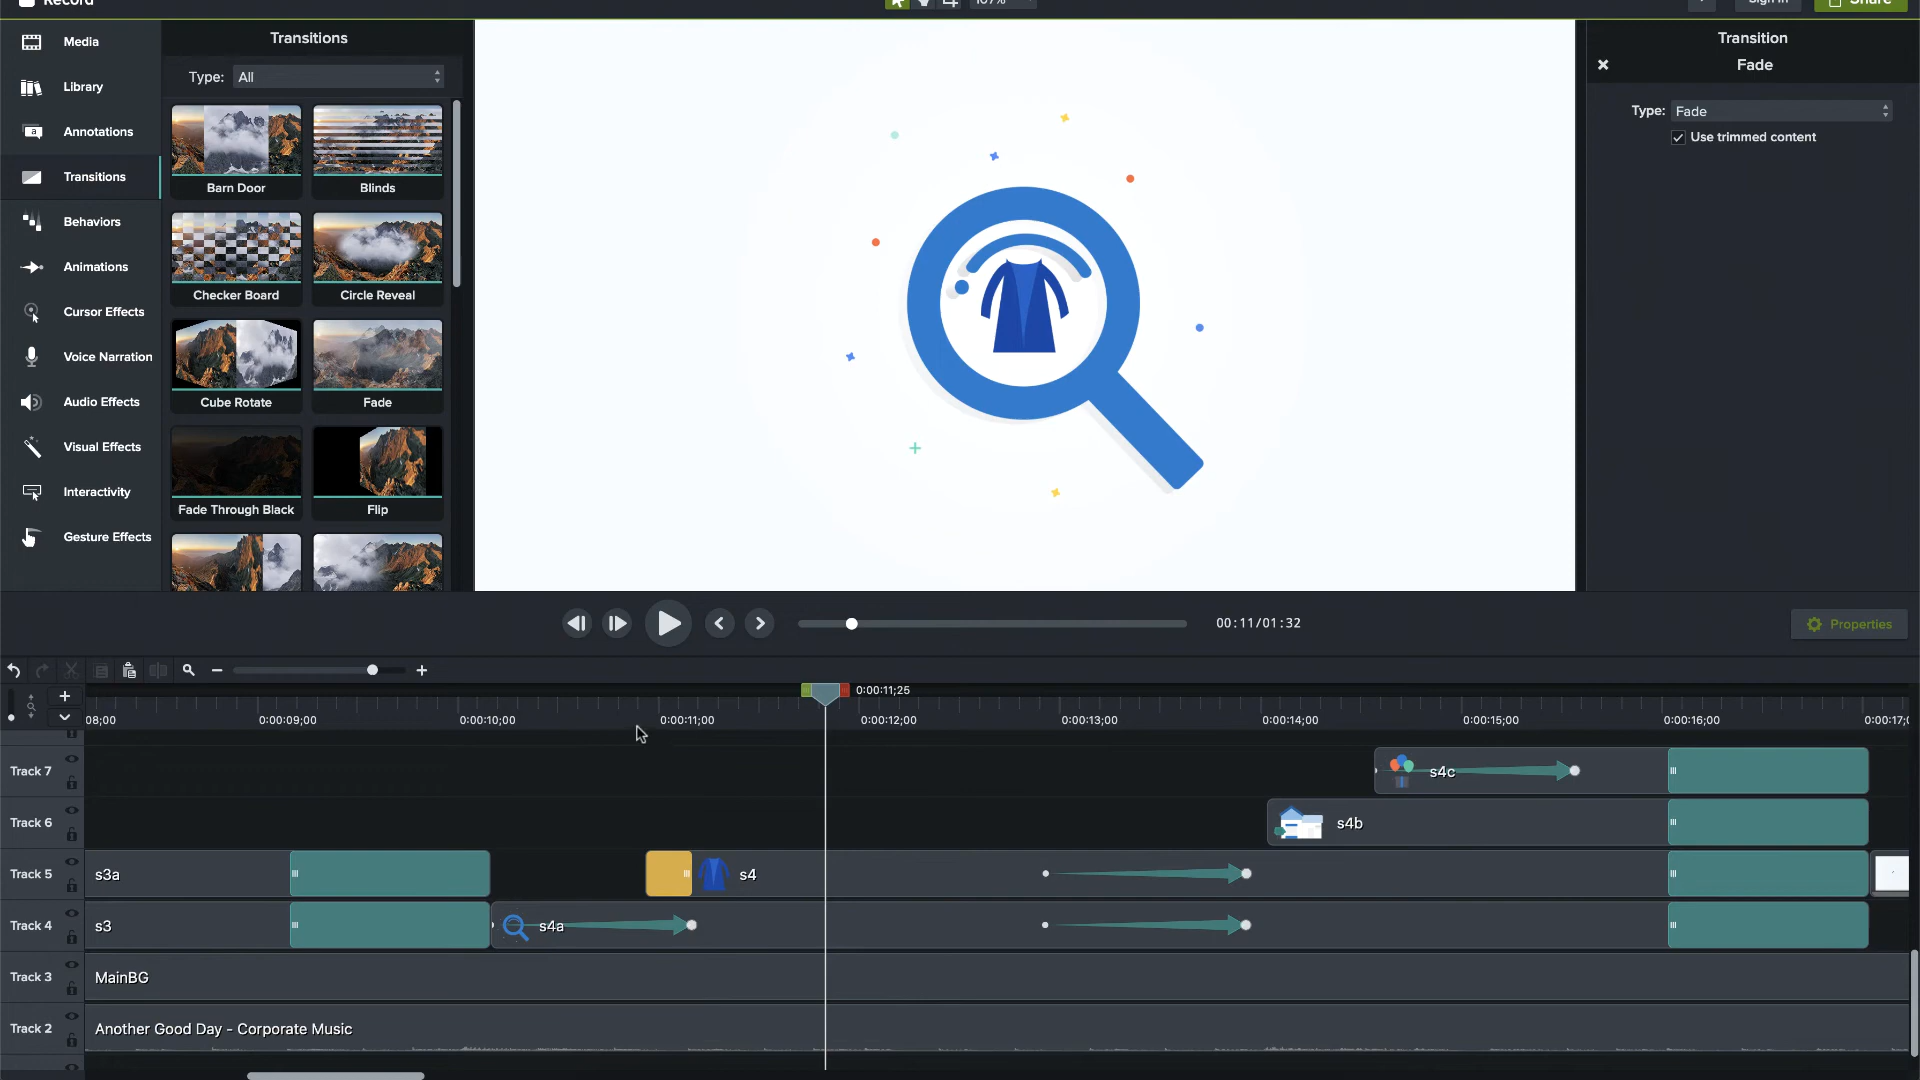 Record
107%
Sign in
Share
Media
Library
Annotations
Transitions
Behaviors
Animations
Cursor Effects
Voice Narration
Audio Effects
Visual Effects
Interactivity
Gesture Effects
Transitions
Type: All
Barn Door
Blinds
Checker Board
Circle Reveal
Cube Rotate
Fade
Fade Through Black
Flip
Transition
Fade
Type: Fade
Use trimmed content
00:11/01:32
Properties
0:00:11;25
08;00
0:00:09;00
0:00:10;00
0:00:11;00
0:00:12;00
0:00:13;00
0:00:14;00
0:00:15;00
0:00:16;00
0:00:17;0
Track 7
s4c
Track 6
s4b
Track 5
s3a
s4
Track 4
s3
s4a
Track 3
MainBG
Track 2
Another Good Day - Corporate Music